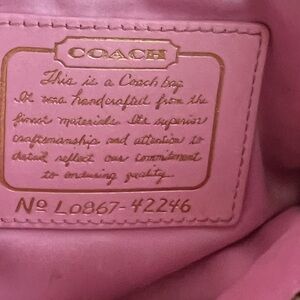 COACH
This is a Coach bag.
It was handcrafted from the
finest materials. Its superior
craftsmanship and attention to
detail reflect our commitment
to enduring quality.
No L0867-42246